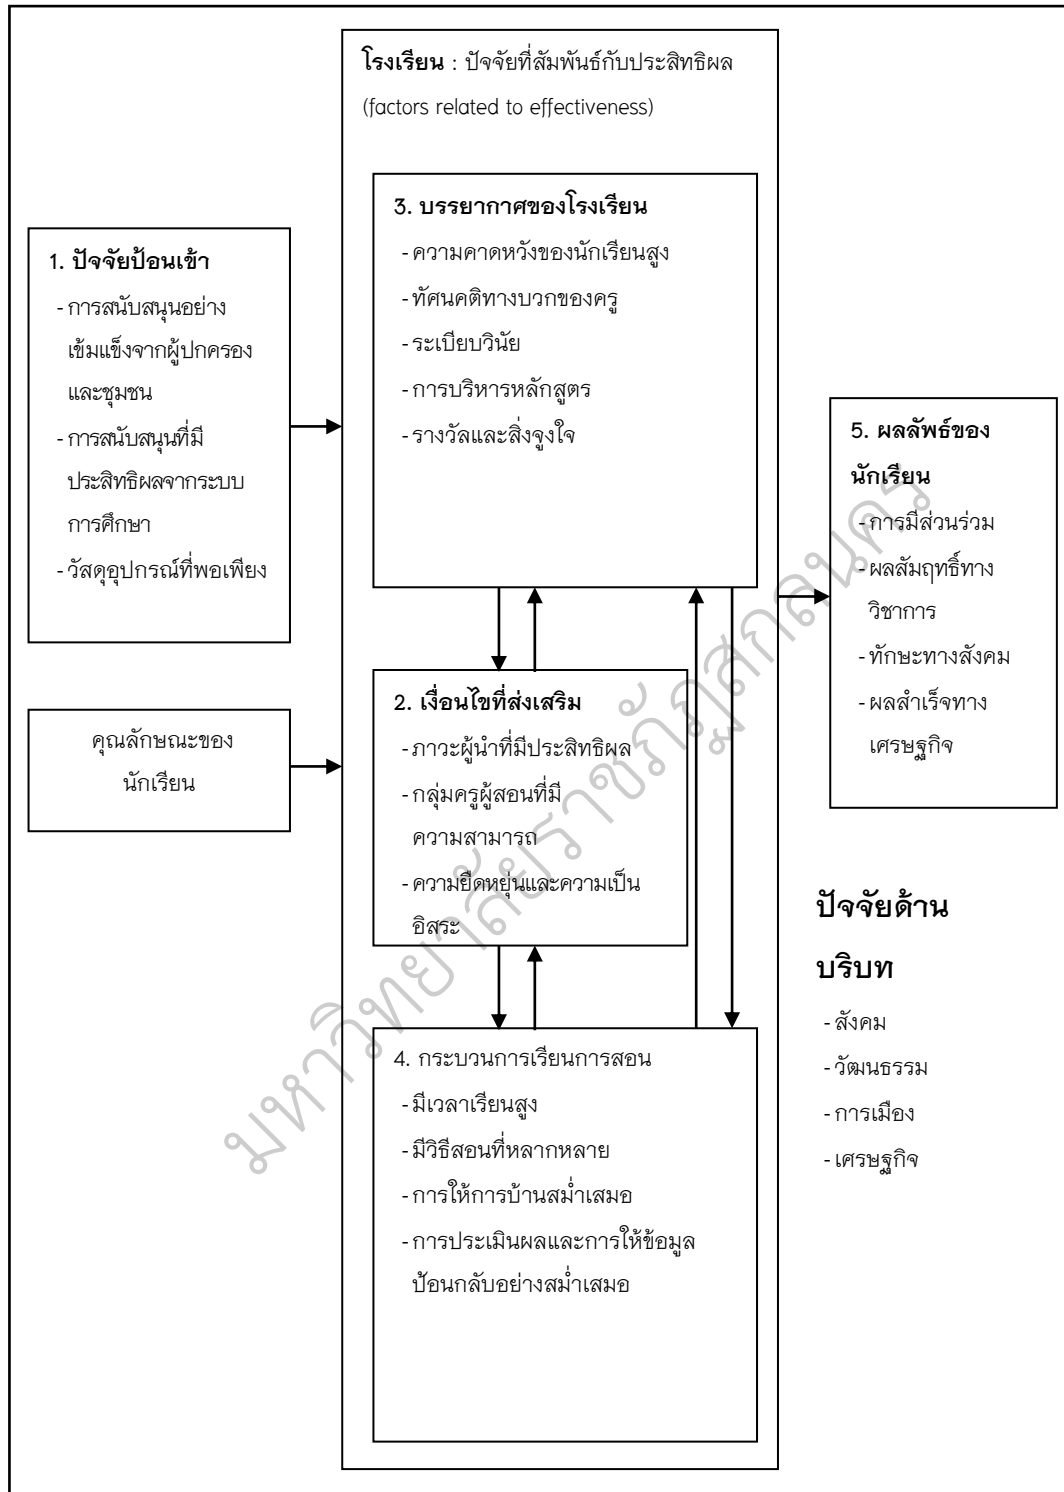 โรงเรียน : ปัจจัยที่สัมพันธ์กับประสิทธิผล
(factors related to effectiveness)
1. ปัจจัยป้อนเข้า
- การสนับสนุนอย่าง
เข้มแข็งจากผู้ปกครอง
และชุมชน
- การสนับสนุนที่มี
ประสิทธิผลจากระบบ
การศึกษา
- วัสดุอุปกรณ์ที่พอเพียง
คุณลักษณะของ
นักเรียน
3. บรรยากาศของโรงเรียน
- ความคาดหวังของนักเรียนสูง
- ทัศนคติทางบวกของครู
- ระเบียบวินัย
- การบริหารหลักสูตร
- รางวัลและสิ่งจูงใจ
2. เงื่อนไขที่ส่งเสริม
- ภาวะผู้นำที่มีประสิทธิผล
- กลุ่มครูผู้สอนที่มี
ความสามารถ
- ความยืดหยุ่นและความเป็น
อิสระ
4. กระบวนการเรียนการสอน
- มีเวลาเรียนสูง
- มีวิธีสอนที่หลากหลาย
- การให้การบ้านสม่ำเสมอ
- การประเมินผลและการให้ข้อมูล
ป้อนกลับอย่างสม่ำเสมอ
5. ผลลัพธ์ของ
นักเรียน
- การมีส่วนร่วม
- ผลสัมฤทธิ์ทาง
วิชาการ
- ทักษะทางสังคม
- ผลสำเร็จทาง
เศรษฐกิจ
ปัจจัยด้าน
บริบท
- สังคม
- วัฒนธรรม
- การเมือง
- เศรษฐกิจ
มหาวิทยาลัยราชภัฏสกลนคร